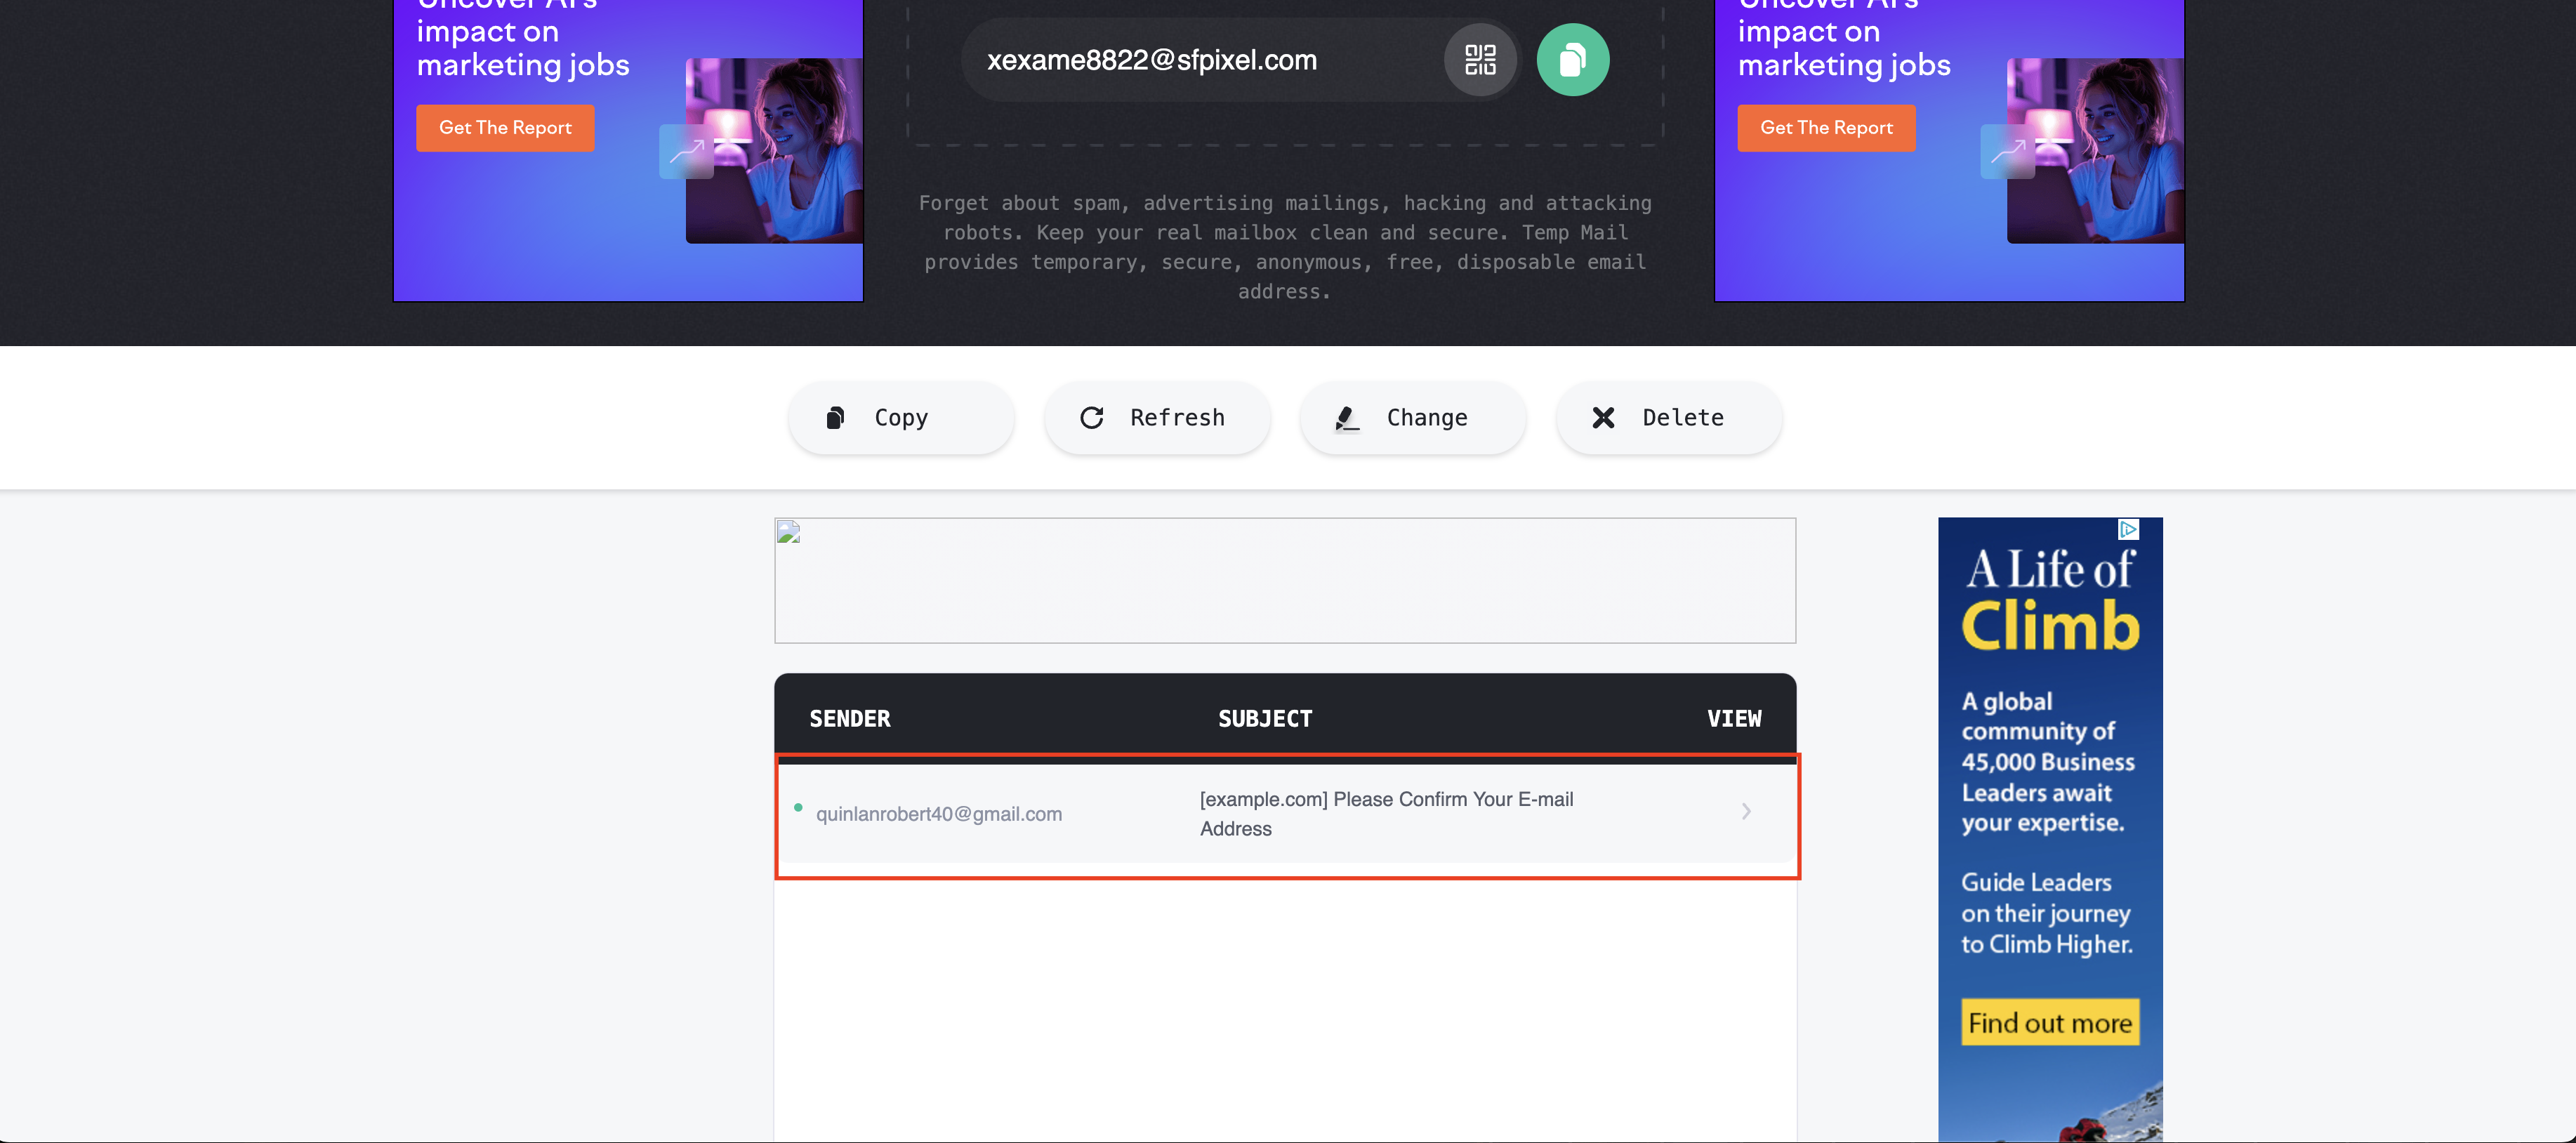 Uncover AI's
impact on
marketing jobs
Get The Report
xexame8822@sfpixel.com
Forget about spam, advertising mailings, hacking and attacking
robots. Keep your real mailbox clean and secure. Temp Mail
provides temporary, secure, anonymous, free, disposable email
address.
Uncover AI's
impact on
marketing jobs
Get The Report
Copy
Refresh
Change
Delete
SENDER
SUBJECT
VIEW
quinlanrobert40@gmail.com
[example.com] Please Confirm Your E-mail
Address
A Life of
Climb
A global
community of
45,000 Business
Leaders await
your expertise.
Guide Leaders
on their journey
to Climb Higher.
Find out more